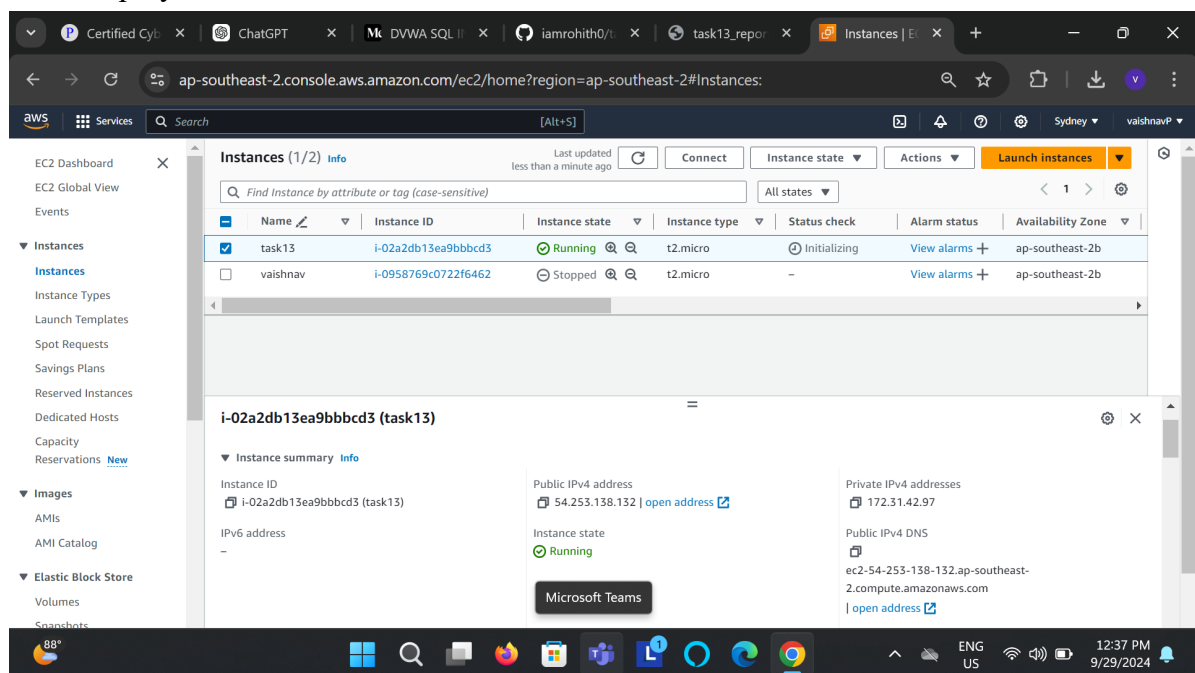 Certified Cyb
ChatGPT
DVWA SQL I
iamrohith0/t
task13_repor
Instances | E
ap-southeast-2.console.aws.amazon.com/ec2/home?region=ap-southeast-2#Instances:
aws Services Search [Alt+S] Sydney vaishnavP
EC2 Dashboard
EC2 Global View
Events
Instances
Instances
Instance Types
Launch Templates
Spot Requests
Savings Plans
Reserved Instances
Dedicated Hosts
Capacity
Reservations New
Images
AMIs
AMI Catalog
Elastic Block Store
Volumes
Snapshots
Instances (1/2) Info
Last updated
less than a minute ago
Connect Instance state Actions Launch instances
Find Instance by attribute or tag (case-sensitive) All states 1
Name Instance ID Instance state Instance type Status check Alarm status Availability Zone
task13 i-02a2db13ea9bbbcd3 Running t2.micro Initializing View alarms + ap-southeast-2b
vaishnav i-0958769c0722f6462 Stopped t2.micro – View alarms + ap-southeast-2b
i-02a2db13ea9bbbcd3 (task13)
Instance summary Info
Instance ID Public IPv4 address Private IPv4 addresses
i-02a2db13ea9bbbcd3 (task13) 54.253.138.132 | open address 172.31.42.97
IPv6 address Instance state Public IPv4 DNS
– Running
ec2-54-253-138-132.ap-southeast-
2.compute.amazonaws.com
| open address
Microsoft Teams
88°
1
ENG
US
12:37 PM
9/29/2024